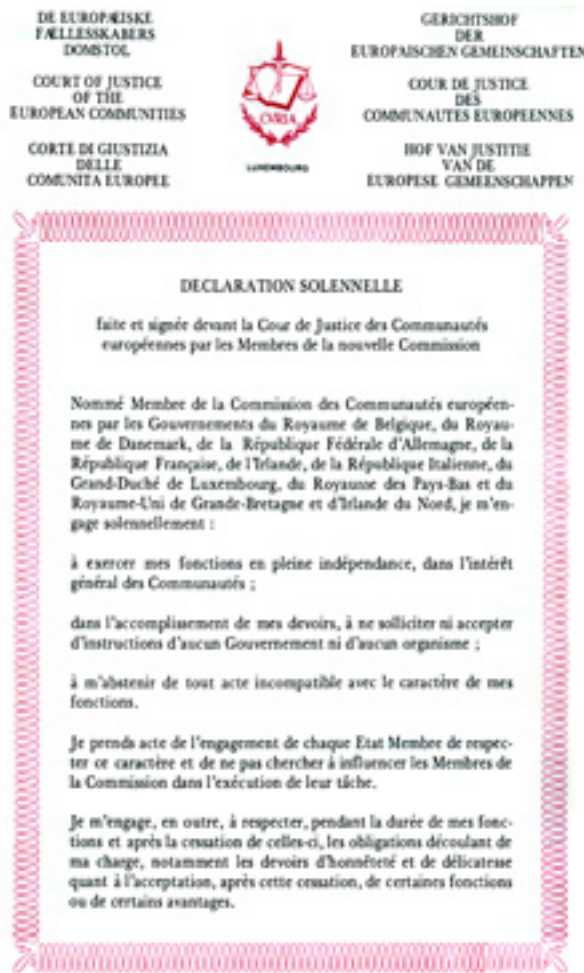 DE EUROPÆISKE
FÆLLESSKABERS
DOMSTOL
COURT OF JUSTICE
OF THE
EUROPEAN COMMUNITIES
CORTE DI GIUSTIZIA
DELLE
COMUNITA EUROPEE
CVRIA
LUXEMBOURG
GERICHTSHOF
DER
EUROPAISCHEN GEMEINSCHAFTEN
COUR DE JUSTICE
DES
COMMUNAUTES EUROPEENNES
HOF VAN JUSTITIE
VAN DE
EUROPESE GEMEENSCHAPPEN
DECLARATION SOLENNELLE
faite et signée devant la Cour de Justice des Communautés
européennes par les Membres de la nouvelle Commission
Nommé Membre de la Commission des Communautés europé-
ennes par les Gouvernements du Royaume de Belgique, du Royau-
me de Danemark, de la République Fédérale d'Allemagne, de la
République Française, de l'Irlande, de la République Italienne, du
Grand-Duché de Luxembourg, du Royaume des Pays-Bas et du
Royaume-Uni de Grande-Bretagne et d'Irlande du Nord, je m'en-
gage solennellement :
à exercer mes fonctions en pleine indépendance, dans l'intérêt
général des Communautés ;
dans l'accomplissement de mes devoirs, à ne solliciter ni accepter
d'instructions d'aucun Gouvernement ni d'aucun organisme ;
à m'abstenir de tout acte incompatible avec le caractère de mes
fonctions.
Je prends acte de l'engagement de chaque Etat Membre de respec-
ter ce caractère et de ne pas chercher à influencer les Membres de
la Commission dans l'exécution de leur tâche.
Je m'engage, en outre, à respecter, pendant la durée de mes fonc-
tions et après la cessation de celles-ci, les obligations découlant de
ma charge, notamment les devoirs d'honnêteté et de délicatesse
quant à l'acceptation, après cette cessation, de certaines fonctions
ou de certains avantages.